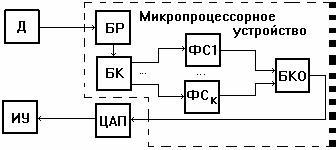 Микропроцессорное
устройство
Д
БР
ФС1
БК
...
...
БКО
ФСк
ИУ
ЦАП